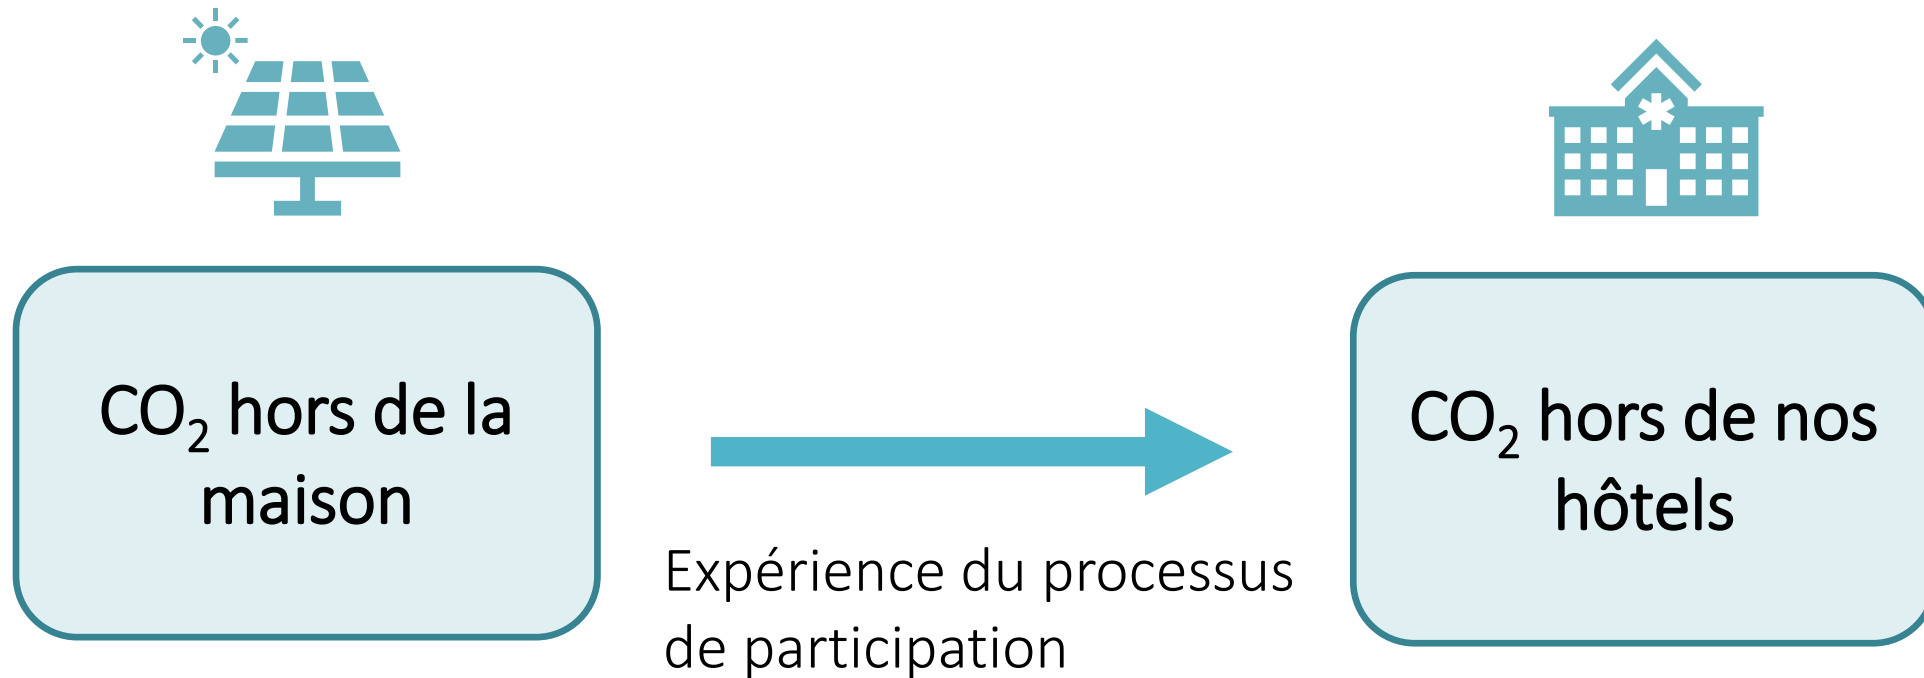 CO₂ hors de la
maison
Expérience du processus
de participation
CO₂ hors de nos
hôtels